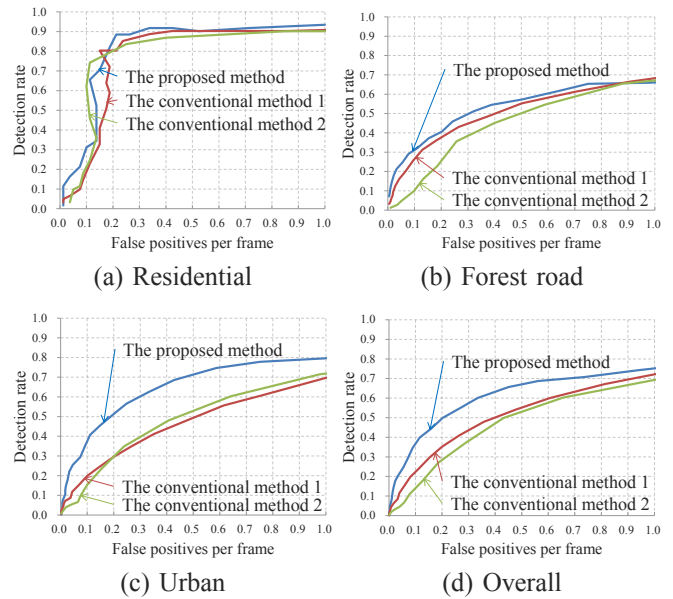 1.0
0.9
0.8
0.7
0.6
0.5
0.4
0.3
0.2
0.1
0.0
Detection rate
The proposed method
The conventional method 1
The conventional method 2
0.0 0.1 0.2 0.3 0.4 0.5 0.6 0.7 0.8 0.9 1.0
False positives per frame
(a) Residential
1.0
0.9
0.8
0.7
0.6
0.5
0.4
0.3
0.2
0.1
0.0
Detection rate
The proposed method
The conventional method 1
The conventional method 2
0.0 0.1 0.2 0.3 0.4 0.5 0.6 0.7 0.8 0.9 1.0
False positives per frame
(b) Forest road
1.0
0.9
0.8
0.7
0.6
0.5
0.4
0.3
0.2
0.1
0.0
Detection rate
The proposed method
The conventional method 1
The conventional method 2
0.0 0.1 0.2 0.3 0.4 0.5 0.6 0.7 0.8 0.9 1.0
False positives per frame
(c) Urban
1.0
0.9
0.8
0.7
0.6
0.5
0.4
0.3
0.2
0.1
0.0
Detection rate
The proposed method
The conventional method 1
The conventional method 2
0.0 0.1 0.2 0.3 0.4 0.5 0.6 0.7 0.8 0.9 1.0
False positives per frame
(d) Overall